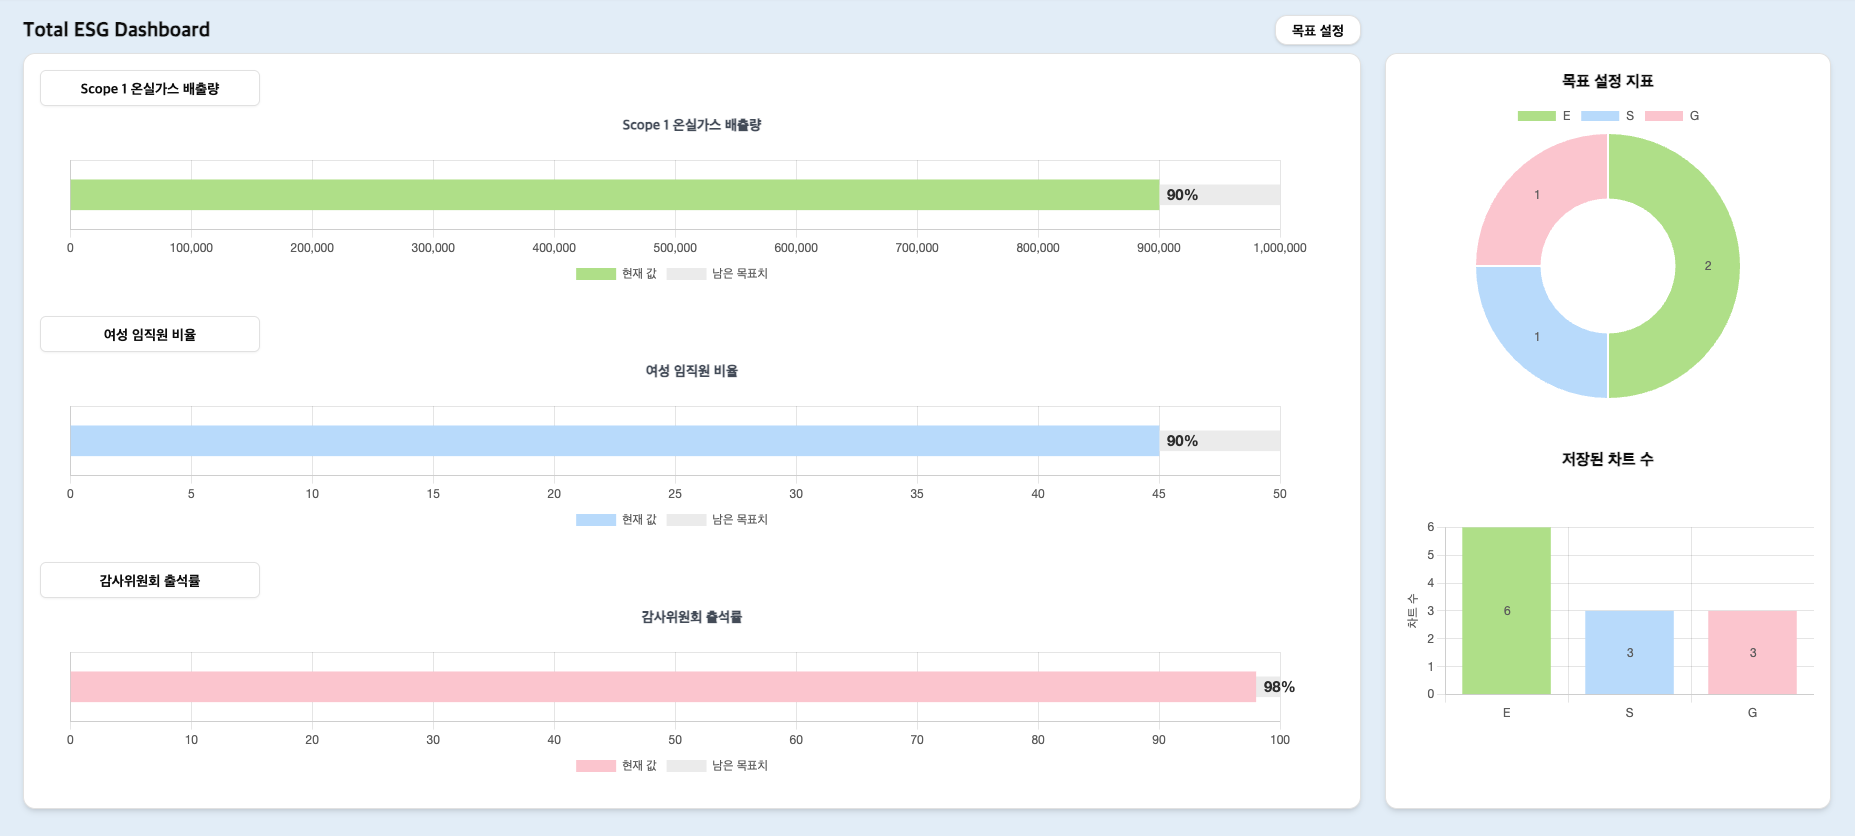 Total ESG Dashboard
목표 설정
Scope 1 온실가스 배출량
Scope 1 온실가스 배출량
90%
0 100,000 200,000 300,000 400,000 500,000 600,000 700,000 800,000 900,000 1,000,000
현재 값 남은 목표치
여성 임직원 비율
여성 임직원 비율
90%
0 5 10 15 20 25 30 35 40 45 50
현재 값 남은 목표치
감사위원회 출석률
감사위원회 출석률
98%
0 10 20 30 40 50 60 70 80 90 100
현재 값 남은 목표치
목표 설정 지표
E S G
1
2
1
저장된 차트 수
차트 수
6
5
4
3
2
1
0
6
3
3
E S G